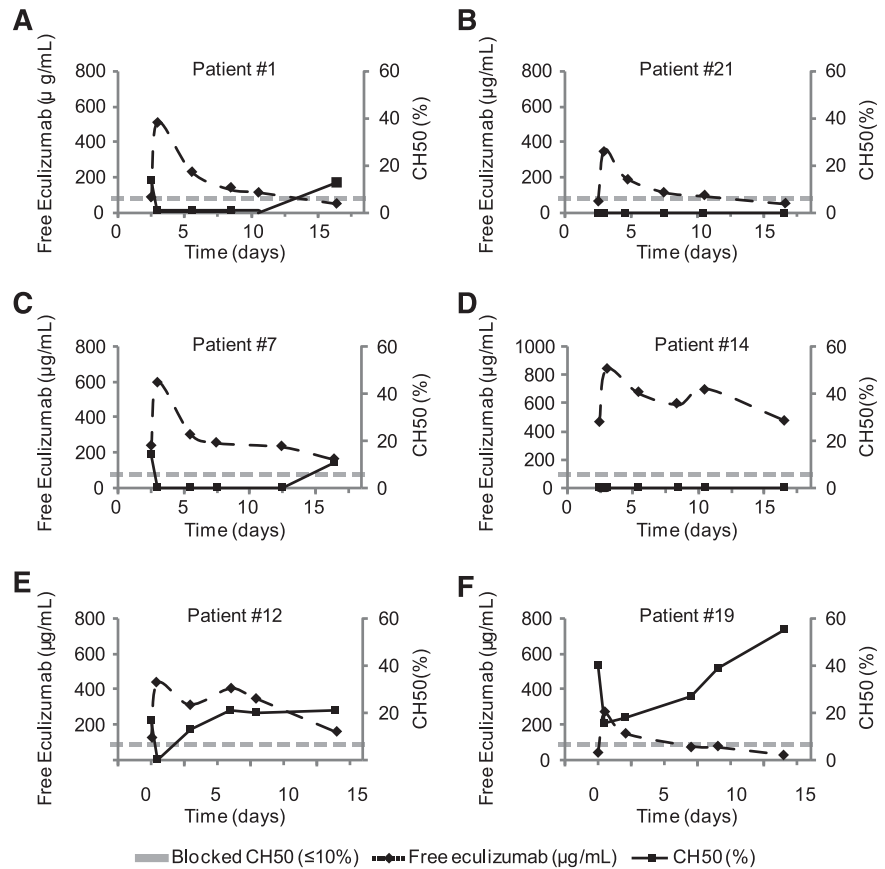 A
B
Patient #1
Patient #21
Free Eculizumab (µ g/mL)
800
600
400
200
0
60
40
20
0
CH50 (%)
0 5 10 15
Time (days)
Free Eculizumab (µg/mL)
800
600
400
200
0
60
40
20
0
CH50 (%)
0 5 10 15
Time (days)
C
D
Patient #7
Patient #14
Free Eculizumab (µg/mL)
800
600
400
200
0
60
40
20
0
CH50 (%)
0 5 10 15
Time (days)
Free Eculizumab (µg/mL)
1000
800
600
400
200
0
60
40
20
0
CH50(%)
0 5 10 15
Time (days)
E
F
Patient #12
Patient #19
Free Eculizumab (µg/mL)
800
600
400
200
0
60
40
20
0
CH50(%)
0 5 10 15
Time (days)
Free Eculizumab (µg/mL)
800
600
400
200
0
60
40
20
0
CH50 (%)
0 5 10 15
Time (days)
Blocked CH50 (≤10%) Free eculizumab (µg/mL) CH50 (%)